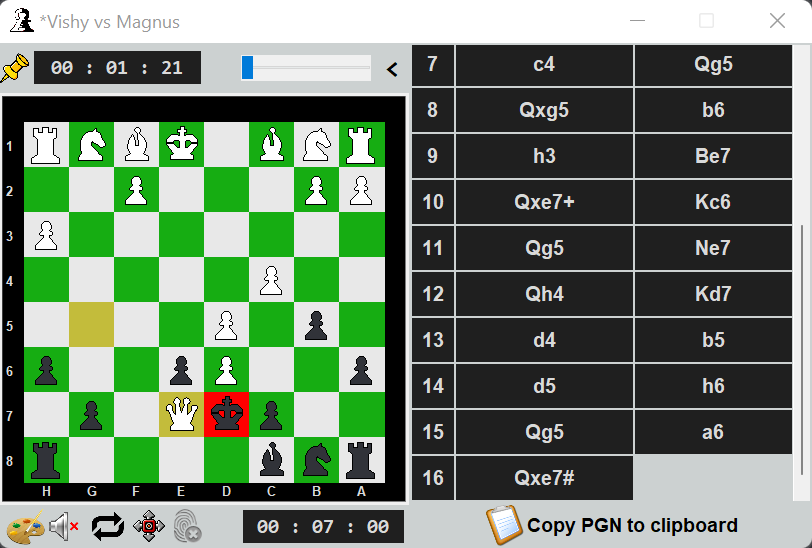 *Vishy vs Magnus
00 : 01 : 21
<
7 c4 Qg5
8 Qxg5 b6
9 h3 Be7
10 Qxe7+ Kc6
11 Qg5 Ne7
12 Qh4 Kd7
13 d4 b5
14 d5 h6
15 Qg5 a6
16 Qxe7#
1
2
3
4
5
6
7
8
H G F E D C B A
00 : 07 : 00
Copy PGN to clipboard